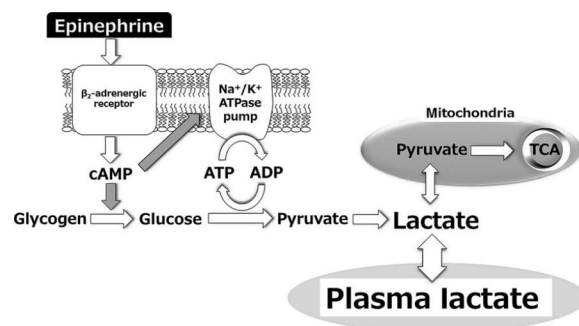 Epinephrine
β₂-adrenergic
receptor
Na⁺/K⁺
ATPase
pump
Mitochondria
Pyruvate
TCA
cAMP
ATP
ADP
Glycogen
Glucose
Pyruvate
Lactate
Plasma lactate